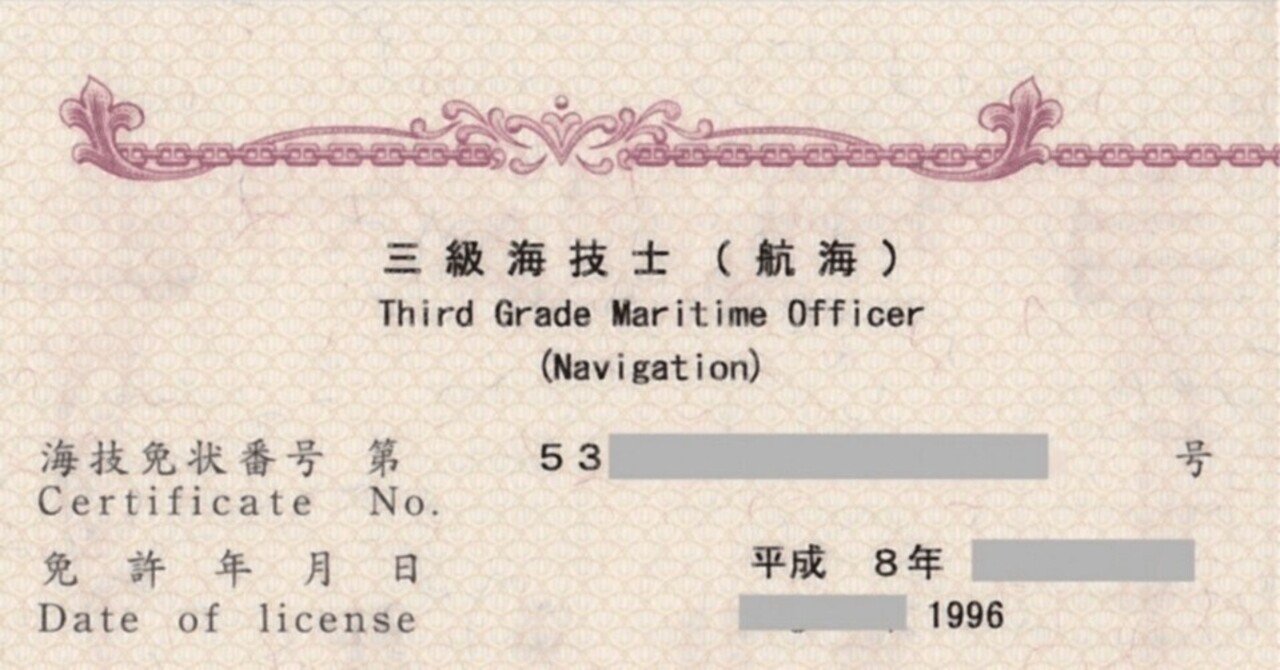 三級海技士（航海）
Third Grade Maritime Officer
(Navigation)
海技免状番号 第 53 号
Certificate No.
免許年月日 平成 8年
Date of license 1996